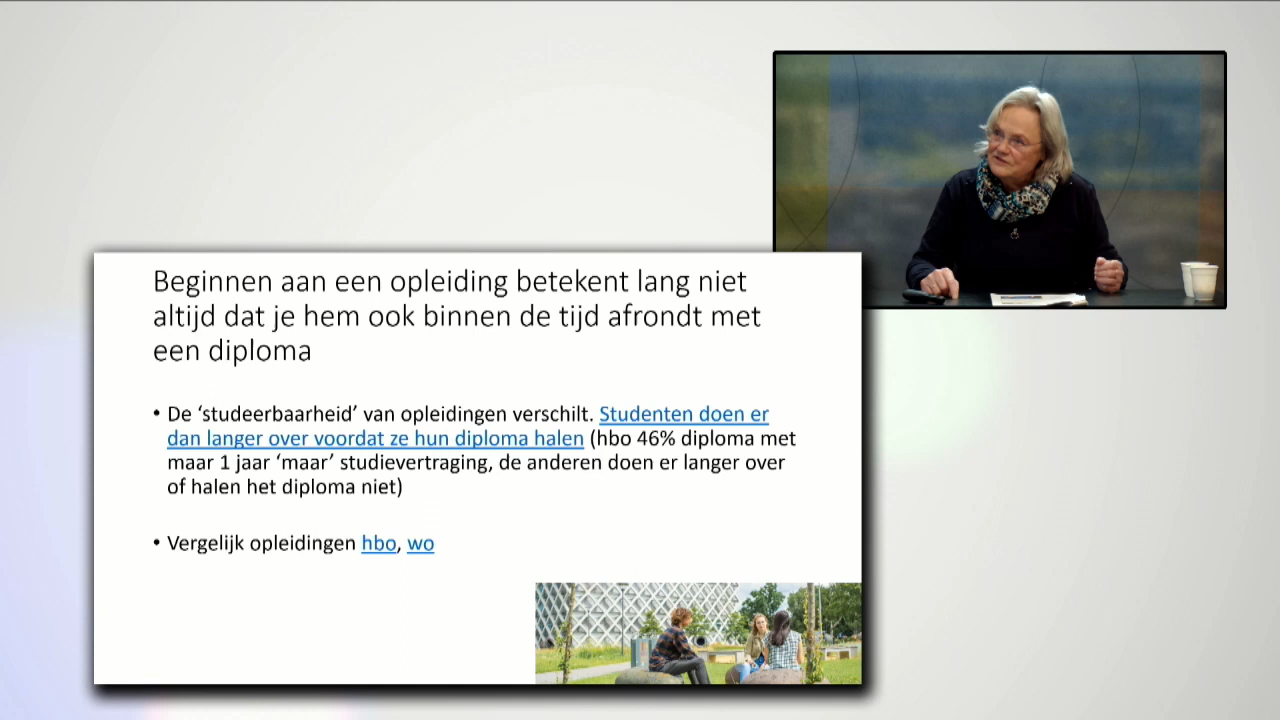 Beginnen aan een opleiding betekent lang niet
altijd dat je hem ook binnen de tijd afrondt met
een diploma
• De ‘studeerbaarheid’ van opleidingen verschilt. Studenten doen er
dan langer over voordat ze hun diploma halen (hbo 46% diploma met
maar 1 jaar ‘maar’ studievertraging, de anderen doen er langer over
of halen het diploma niet)
• Vergelijk opleidingen hbo, wo